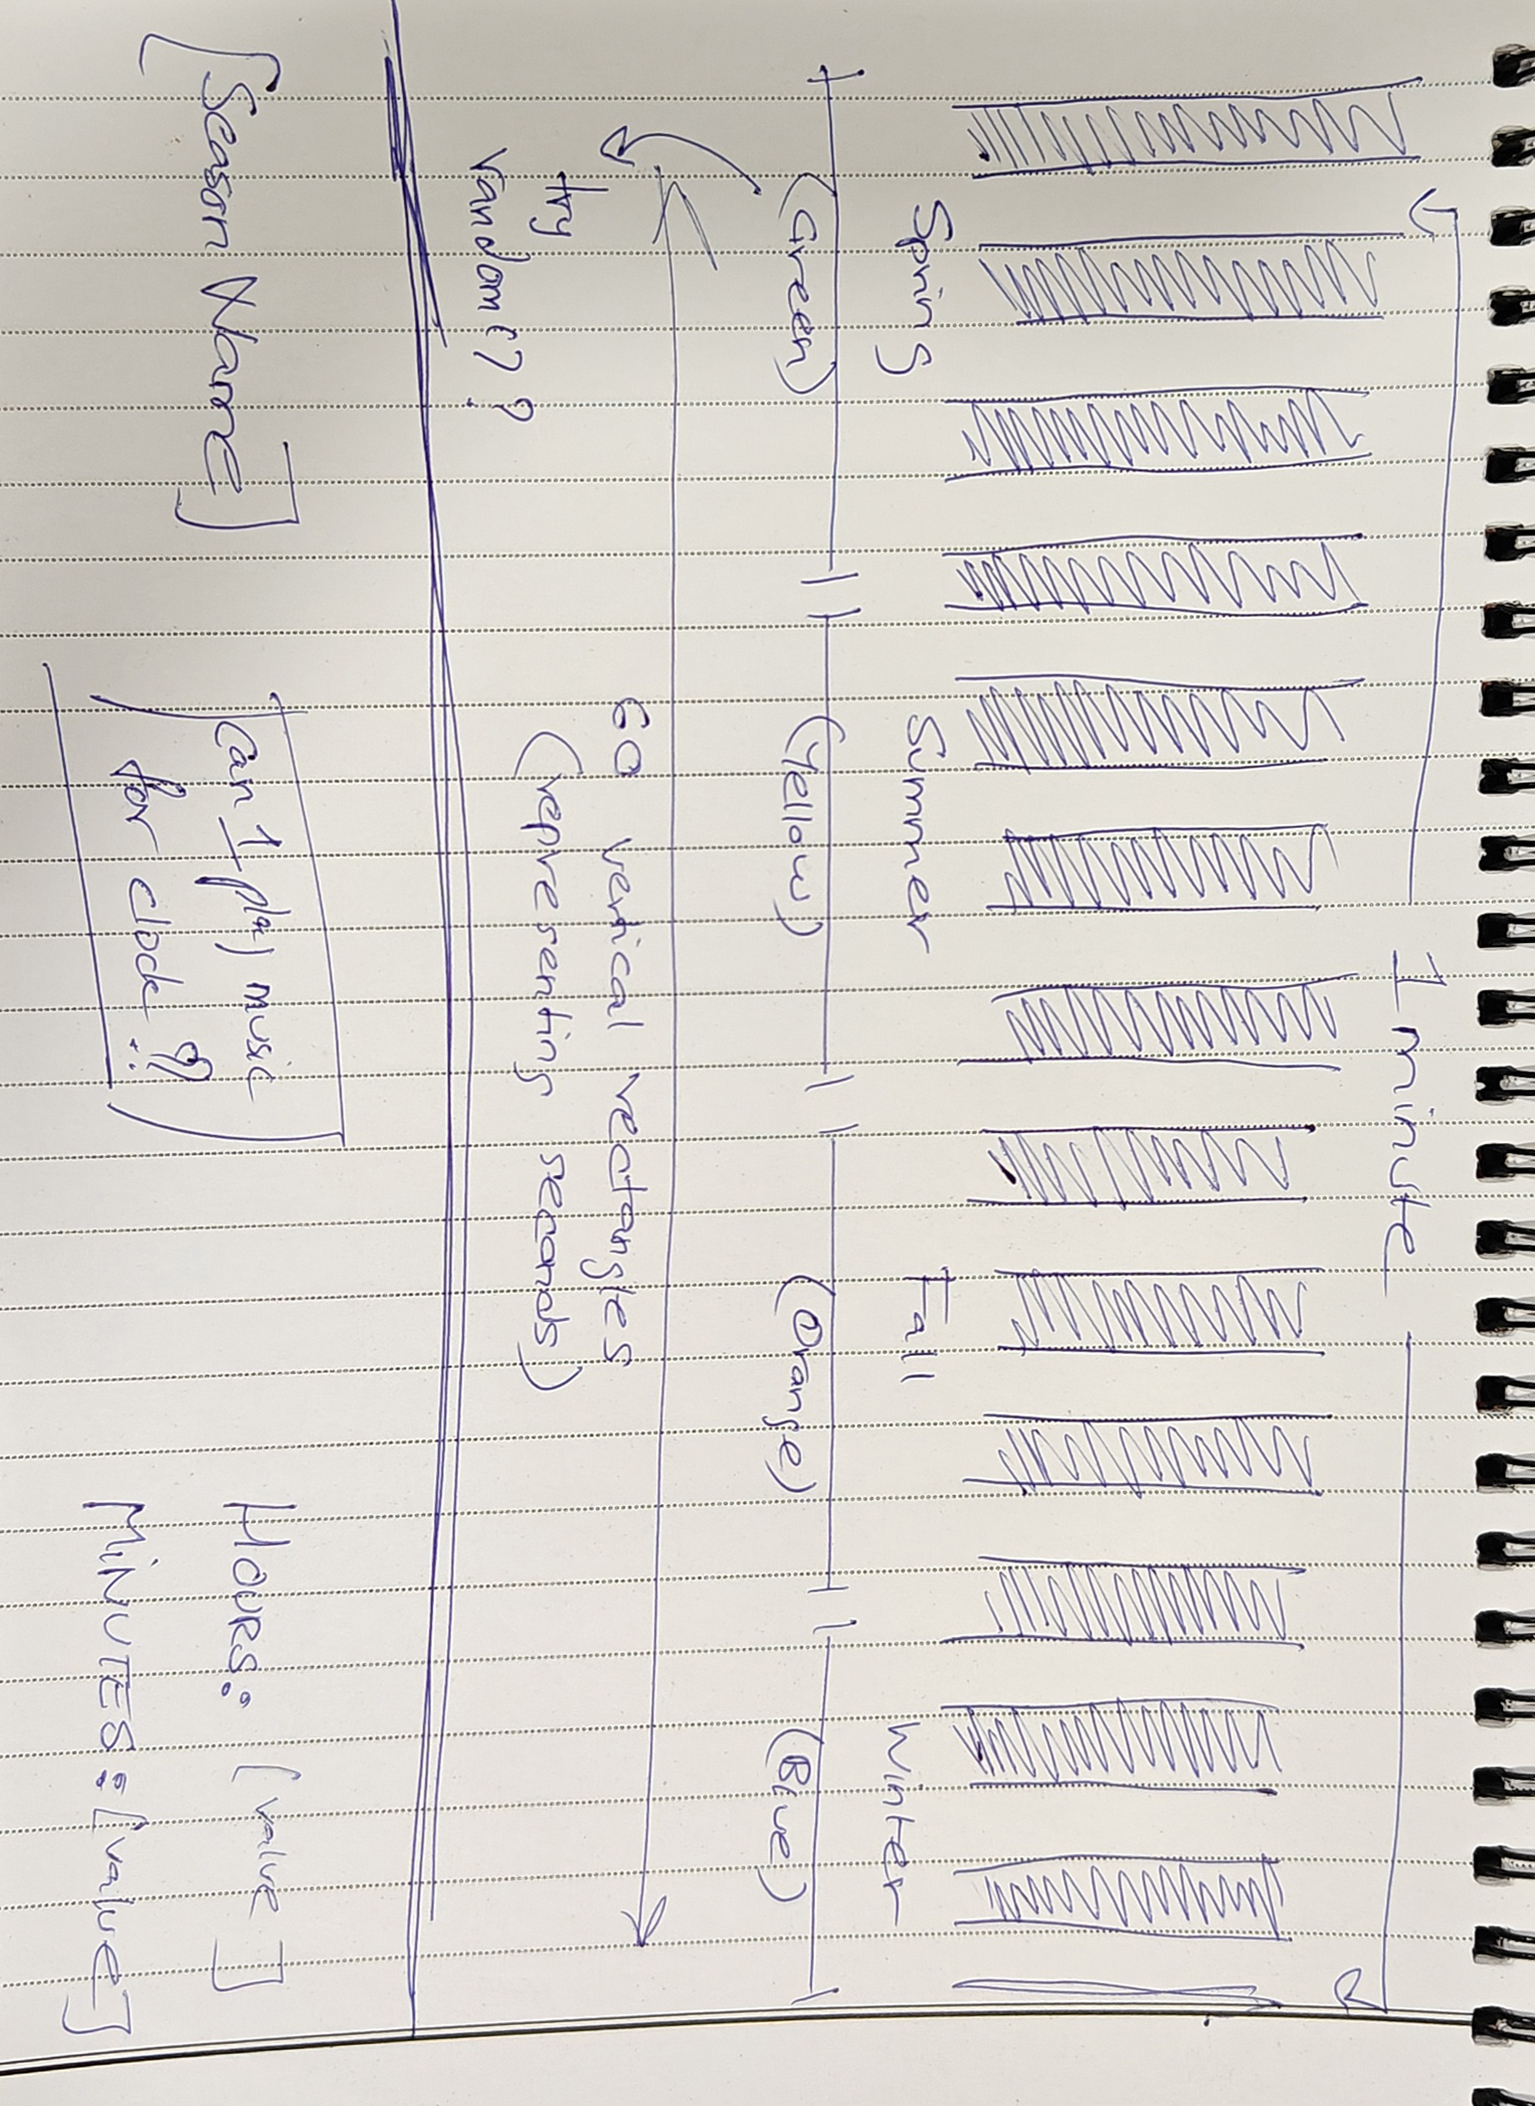 1 minute
Spring Summer Fall Winter
(Green) (Yellow) (Orange) (Blue)
60 vertical rectangles
(representing seconds)
try
random()?
[Season Name]
can I play music
for clock ??
HOURS: [value]
MINUTES: [value]